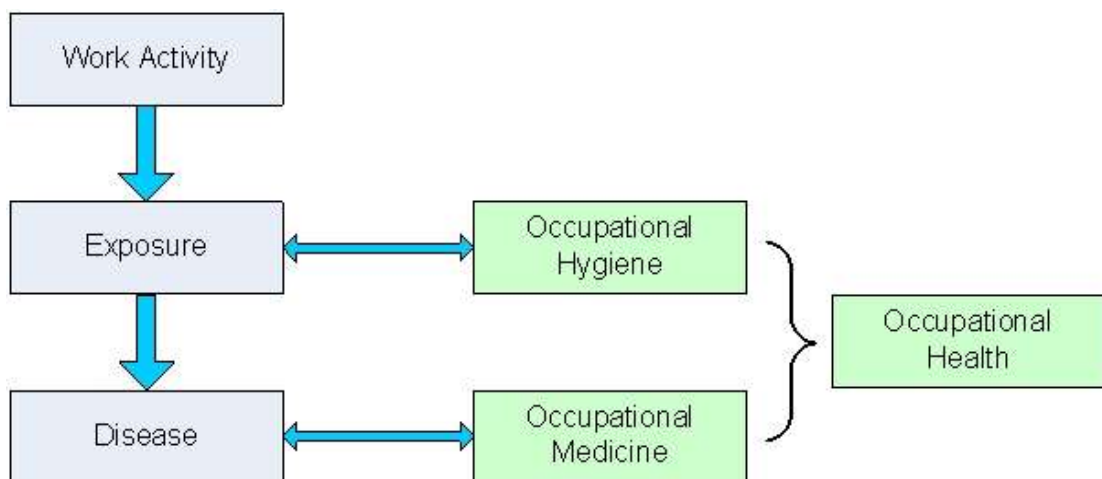 Work Activity
Exposure
Occupational
Hygiene
Occupational
Health
Disease
Occupational
Medicine